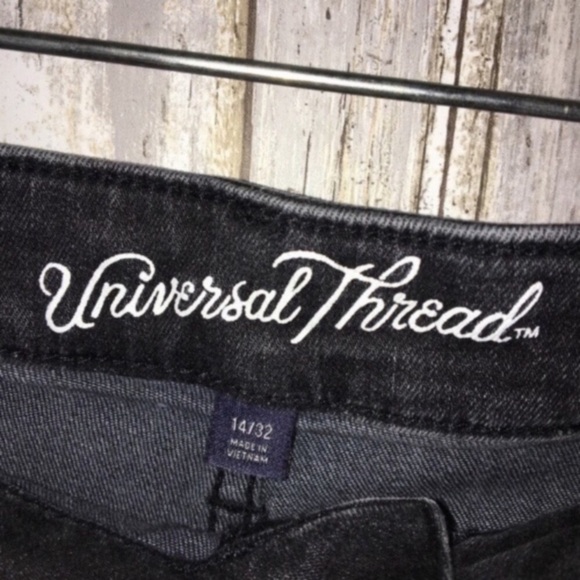 Universal Thread™
14/32
MADE IN
VIETNAM